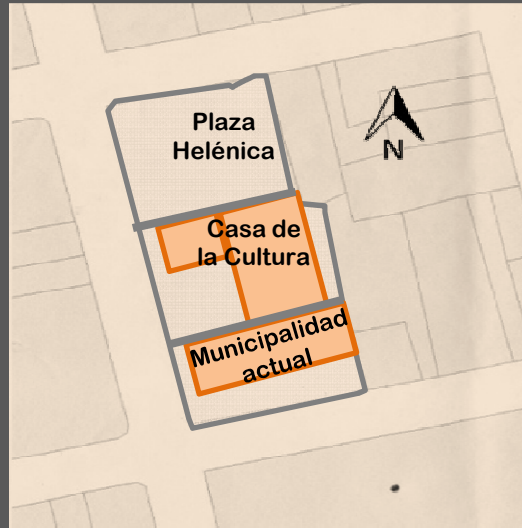 Plaza
Helénica
N
Casa de
la Cultura
Municipalidad
actual